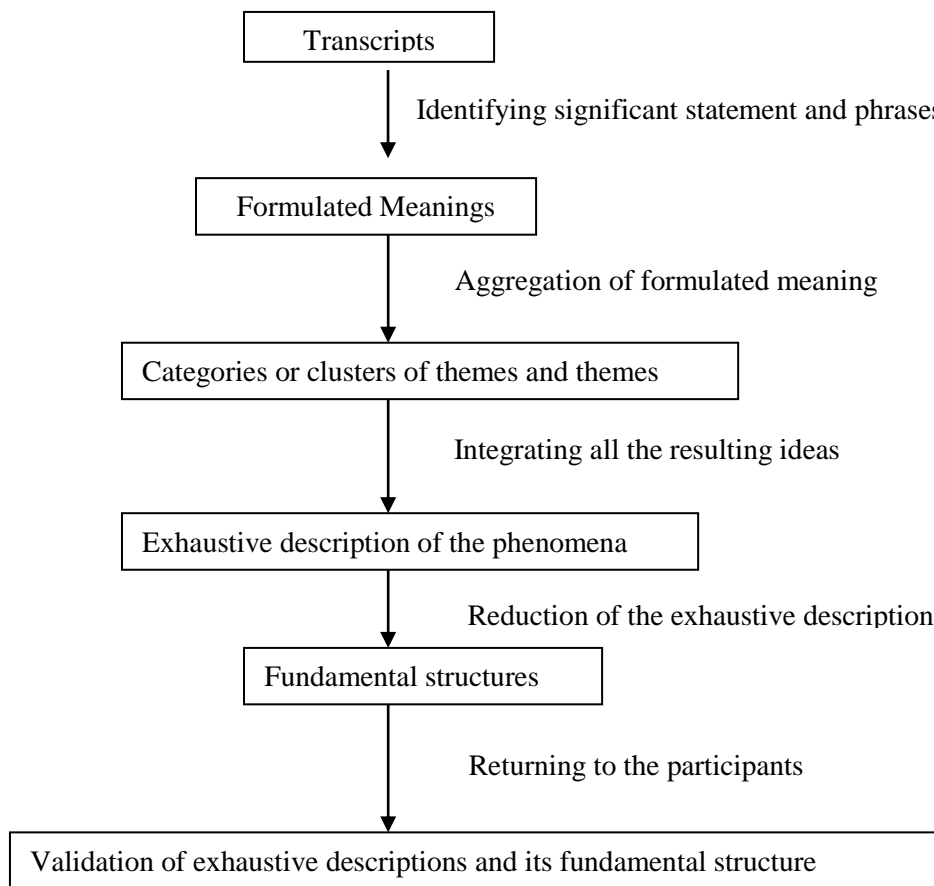 Transcripts
Identifying significant statement and phrases
Formulated Meanings
Aggregation of formulated meaning
Categories or clusters of themes and themes
Integrating all the resulting ideas
Exhaustive description of the phenomena
Reduction of the exhaustive description
Fundamental structures
Returning to the participants
Validation of exhaustive descriptions and its fundamental structure